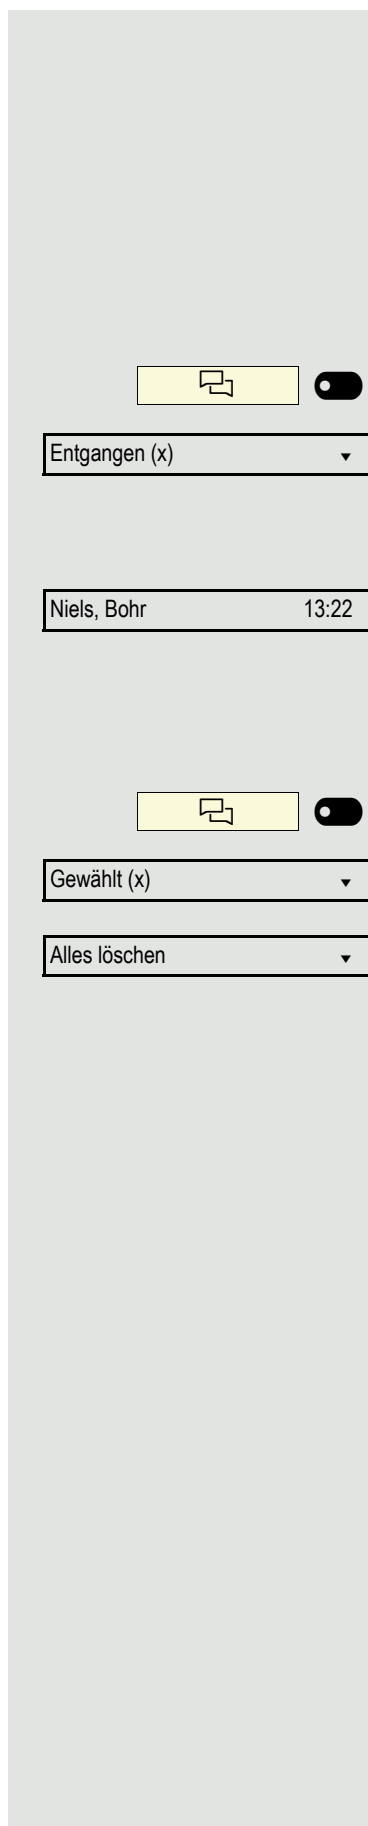 Entgangen (x)
Niels, Bohr 13:22
Gewählt (x)
Alles löschen